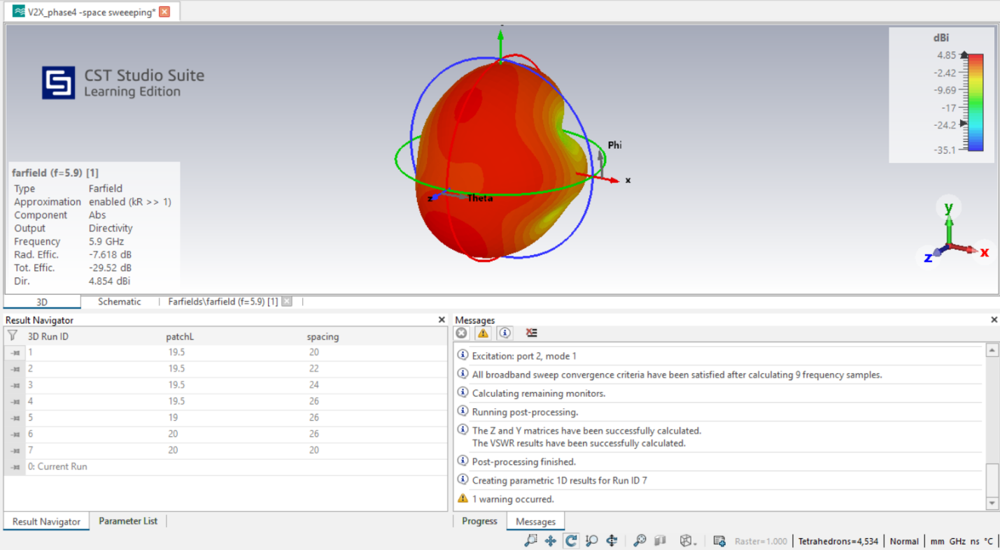 V2X_phase4 -space sweeeping*
CST Studio Suite
Learning Edition
dBi
4.85
-2.42
-9.69
-17
-24.2
-35.1
Phi
x
z
Theta
y
z
x
farfield (f=5.9) [1]
Type Farfield
Approximation enabled (kR >> 1)
Component Abs
Output Directivity
Frequency 5.9 GHz
Rad. Effic. -7.618 dB
Tot. Effic. -29.52 dB
Dir. 4.854 dBi
3D Schematic Farfields\farfield (f=5.9) [1]
Result Navigator
3D Run ID patchL spacing
1 19.5 20
2 19.5 22
3 19.5 24
4 19.5 26
5 19 26
6 20 26
7 20 20
0: Current Run
Result Navigator Parameter List
Messages
Excitation: port 2, mode 1
All broadband sweep convergence criteria have been satisfied after calculating 9 frequency samples.
Calculating remaining monitors.
Running post-processing.
The Z and Y matrices have been successfully calculated.
The VSWR results have been successfully calculated.
Post-processing finished.
Creating parametric 1D results for Run ID 7
1 warning occurred.
Progress Messages
Raster=1.000 Tetrahedrons=4,534 Normal mm GHz ns °C